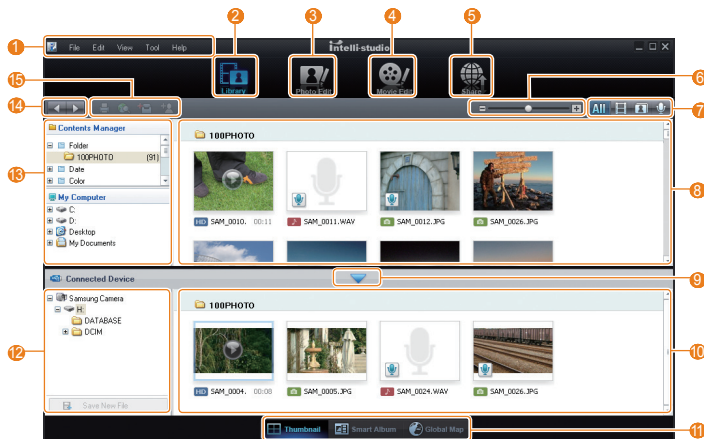 2 3 4 5
1 File Edit View Tool Help Intelli-studio
Library Photo Edit Movie Edit Share
15 6
14 All 7
Contents Manager 100PHOTO
Folder
100PHOTO (91)
13 Date
Color
8
My Computer
C:
D: HD SAM_0010. 00:11 SAM_0011.WAV SAM_0012.JPG SAM_0026.JPG
Desktop
My Documents
Connected Device 9
Samsung Camera 100PHOTO
H:
DATABASE
DCIM
12 10
HD SAM_0004. 00:08 SAM_0005.JPG SAM_0024.WAV SAM_0026.JPG
Save New File
Thumbnail Smart Album Global Map 11